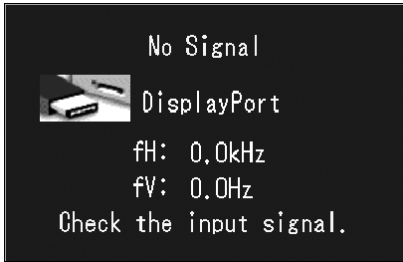 No Signal
DisplayPort
fH: 0.0kHz
fV: 0.0Hz
Check the input signal.